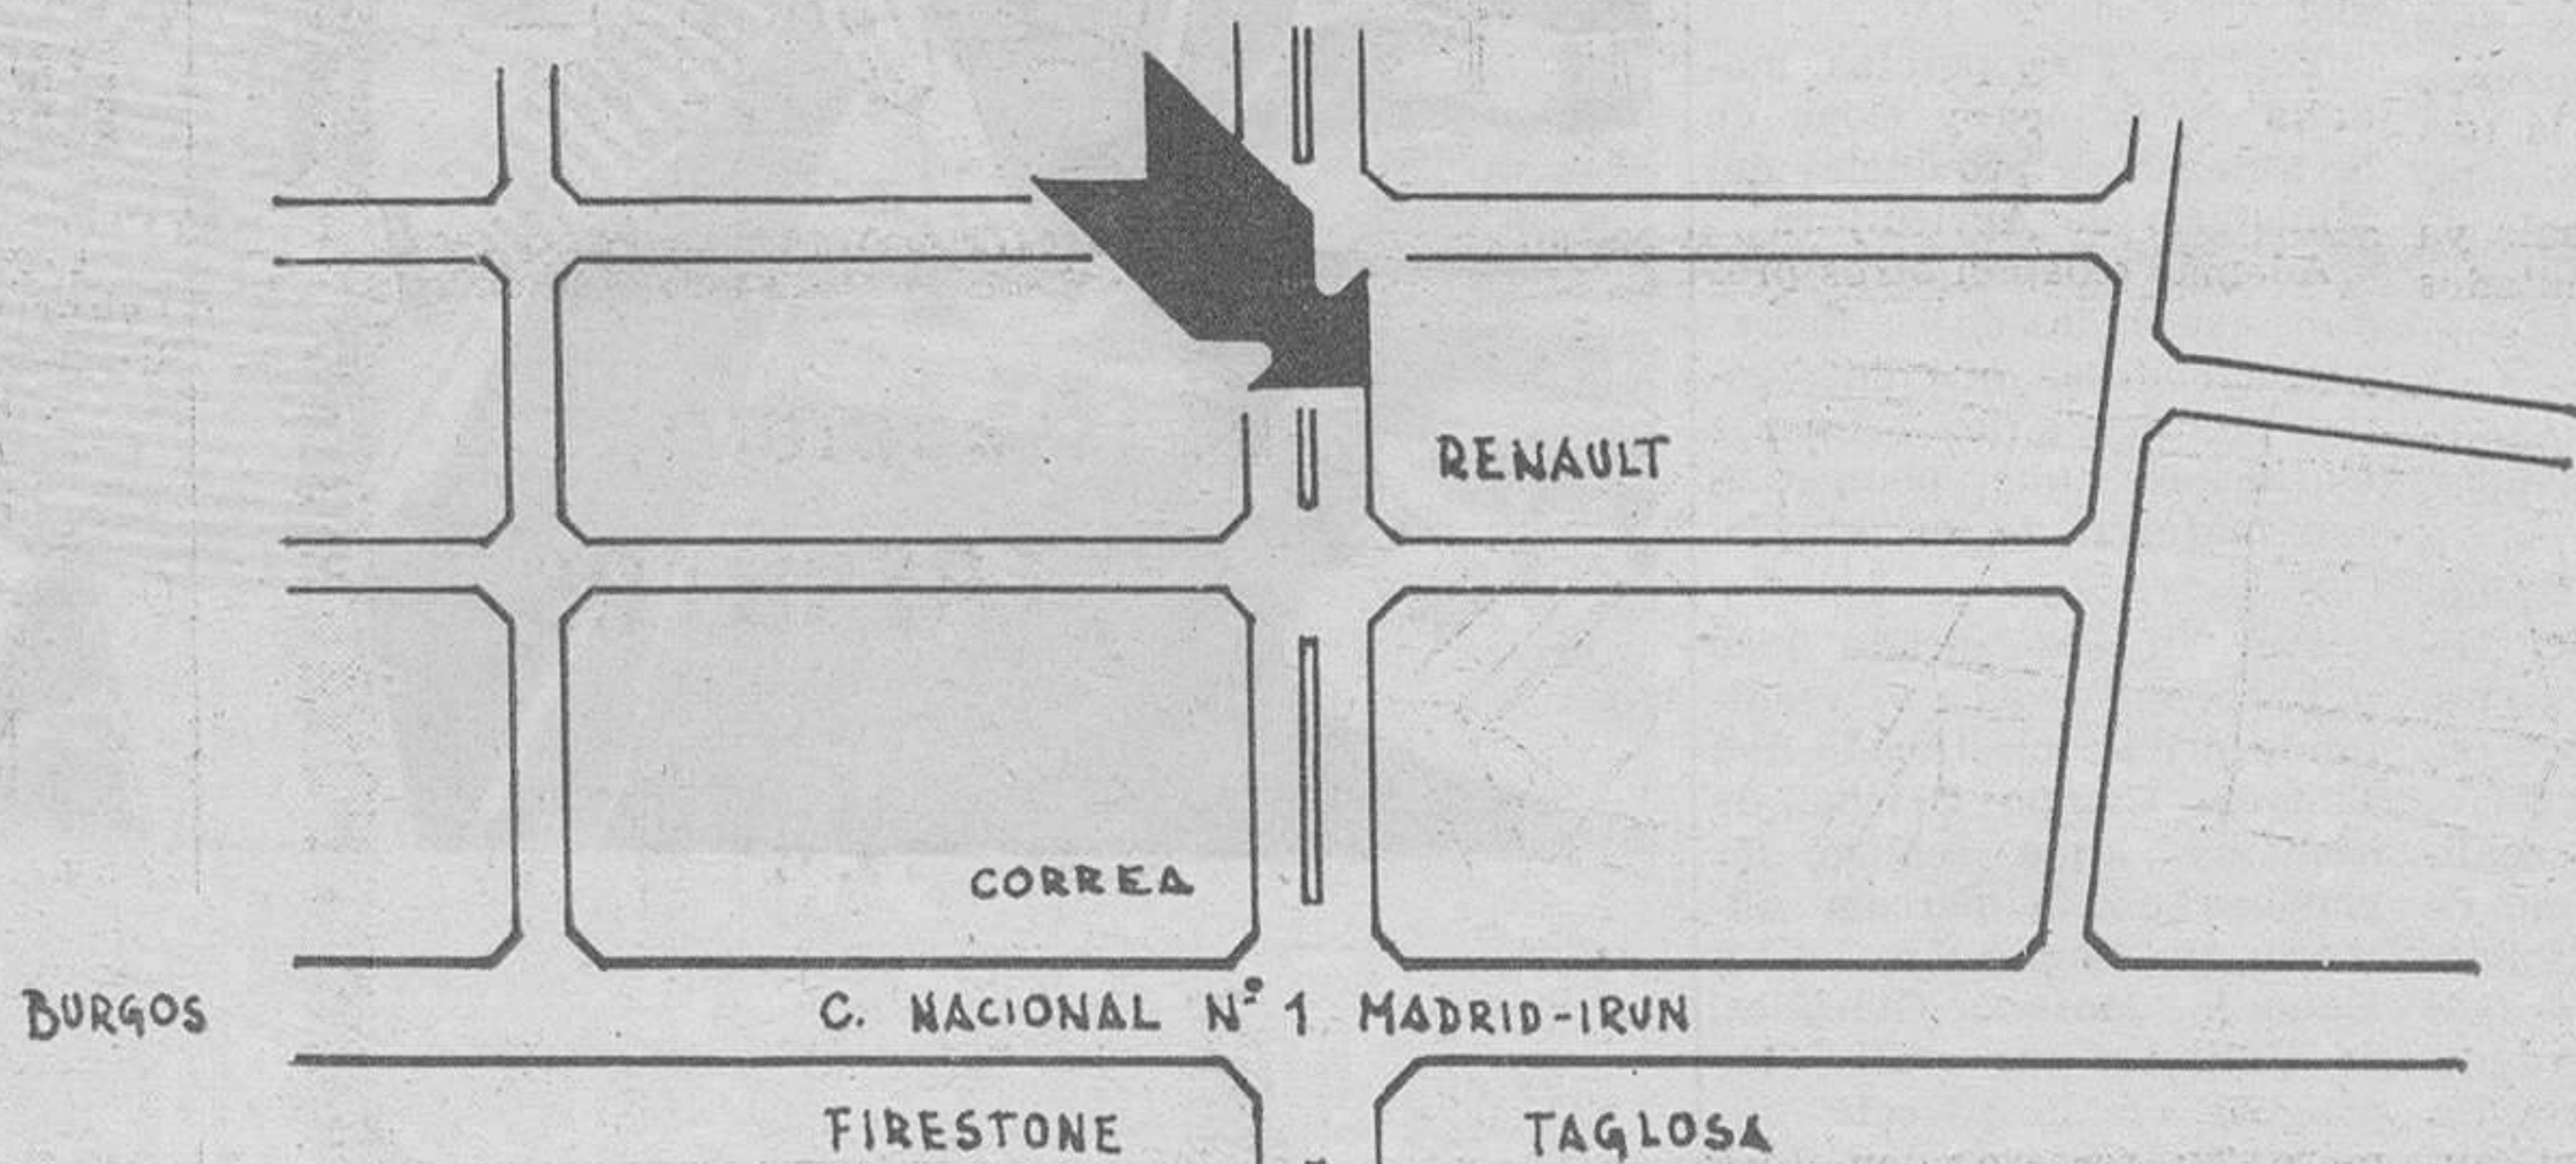 RENAULT
CORREA
BURGOS
C. NACIONAL Nº 1 MADRID-IRUN
FIRESTONE
TAGLOSA